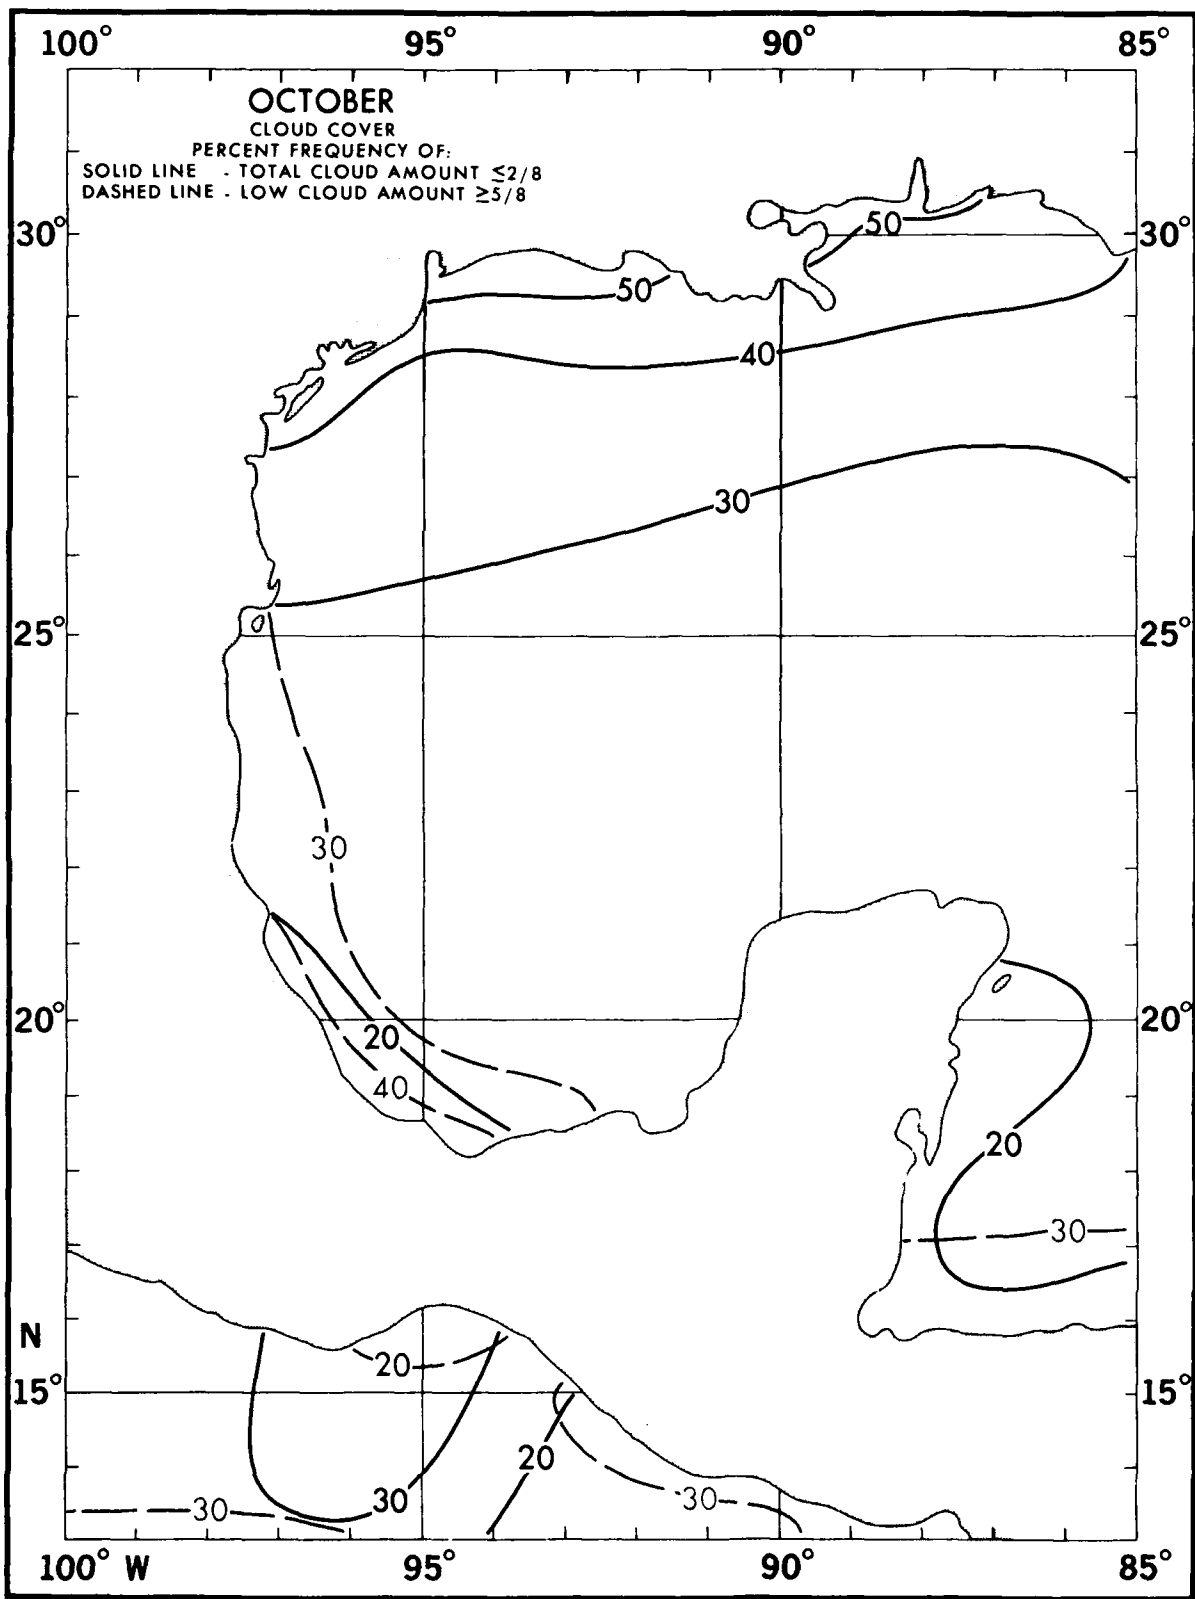 100° 95° 90° 85°
OCTOBER
CLOUD COVER
PERCENT FREQUENCY OF:
SOLID LINE - TOTAL CLOUD AMOUNT ≤2/8
DASHED LINE - LOW CLOUD AMOUNT ≥5/8
50
30° 30°
50
40
30
25° 25°
30
20° 20°
20
40
20
30
N
20
15° 15°
20
30
30
30
100° W 95° 90° 85°